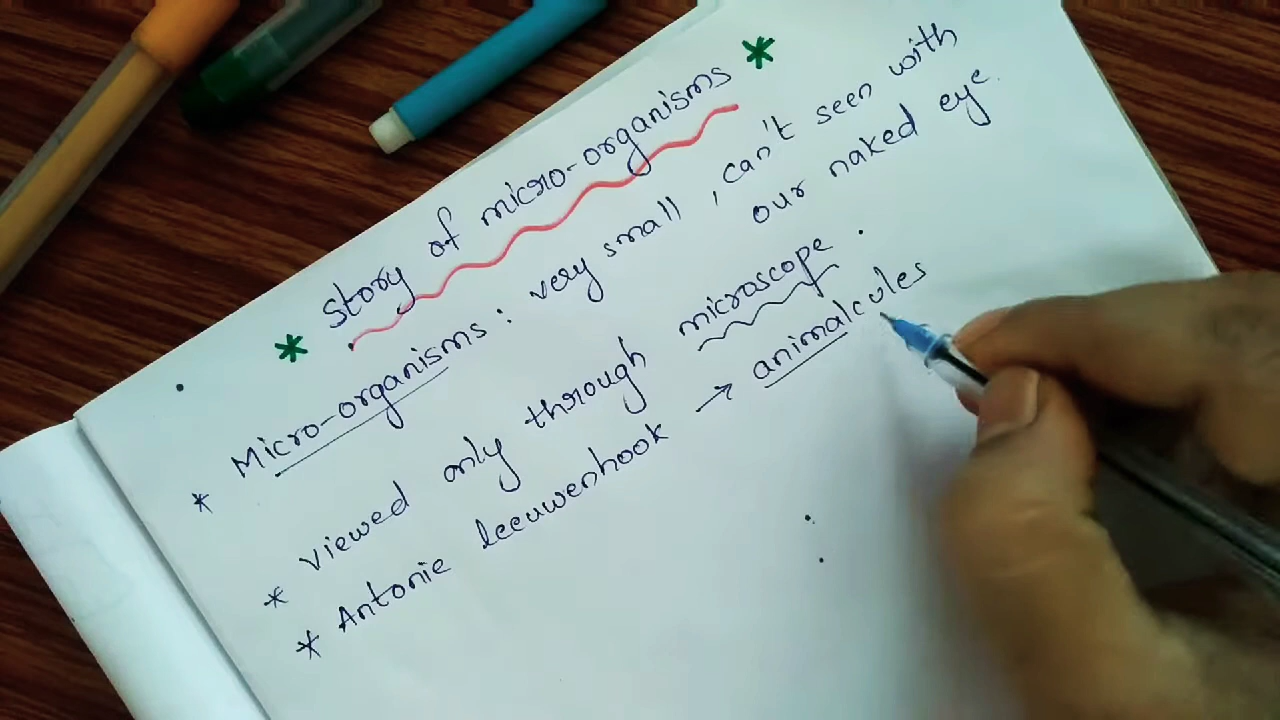 * Story of micro-organisms *
* Micro-organisms : very small, can't seen with
our naked eye.
* Viewed only through microscope.
* Antonie leeuwenhook → animalcules